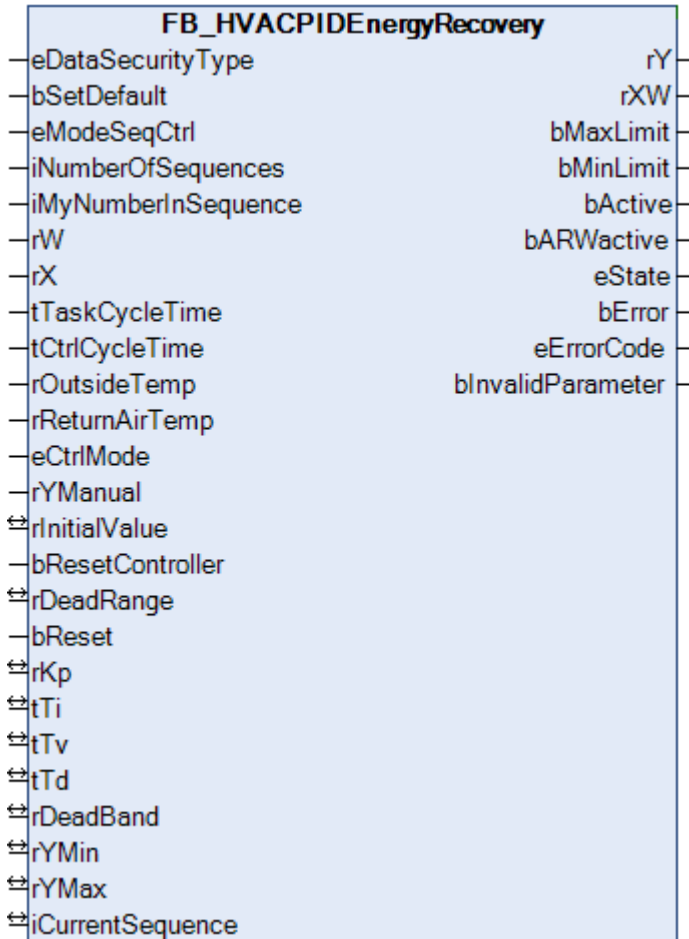 FB_HVACPIDEnergyRecovery
eDataSecurityType rY
bSetDefault rXW
eModeSeqCtrl bMaxLimit
iNumberOfSequences bMinLimit
iMyNumberInSequence bActive
rW bARWactive
rX eState
tTaskCycleTime bError
tCtrlCycleTime eErrorCode
rOutsideTemp bInvalidParameter
rReturnAirTemp
eCtrlMode
rYManual
rInitialValue
bResetController
rDeadRange
bReset
rKp
tTi
tTv
tTd
rDeadBand
rYMin
rYMax
iCurrentSequence